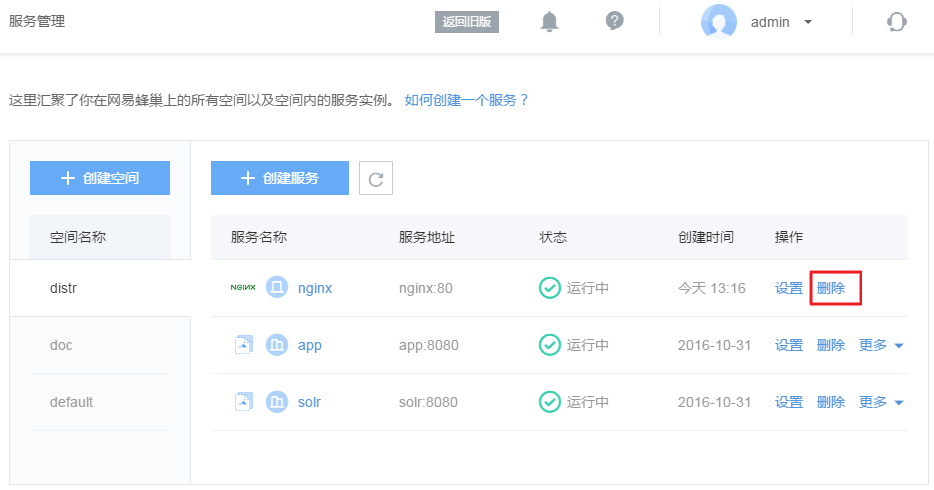 服务管理 返回旧版 admin
这里汇聚了你在网易蜂巢上的所有空间以及空间内的服务实例。 如何创建一个服务？
创建空间 创建服务
空间名称 服务名称 服务地址 状态 创建时间 操作
distr NGINX nginx nginx:80 运行中 今天 13:16 设置 删除
doc app app:8080 运行中 2016-10-31 设置 删除 更多
default solr solr:8080 运行中 2016-10-31 设置 删除 更多